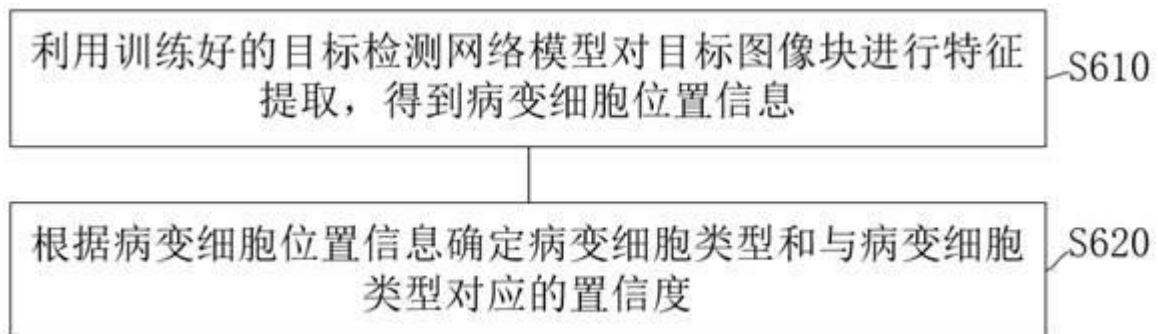 利用训练好的目标检测网络模型对目标图像块进行特征
提取，得到病变细胞位置信息
S610
根据病变细胞位置信息确定病变细胞类型和与病变细胞
类型对应的置信度
S620